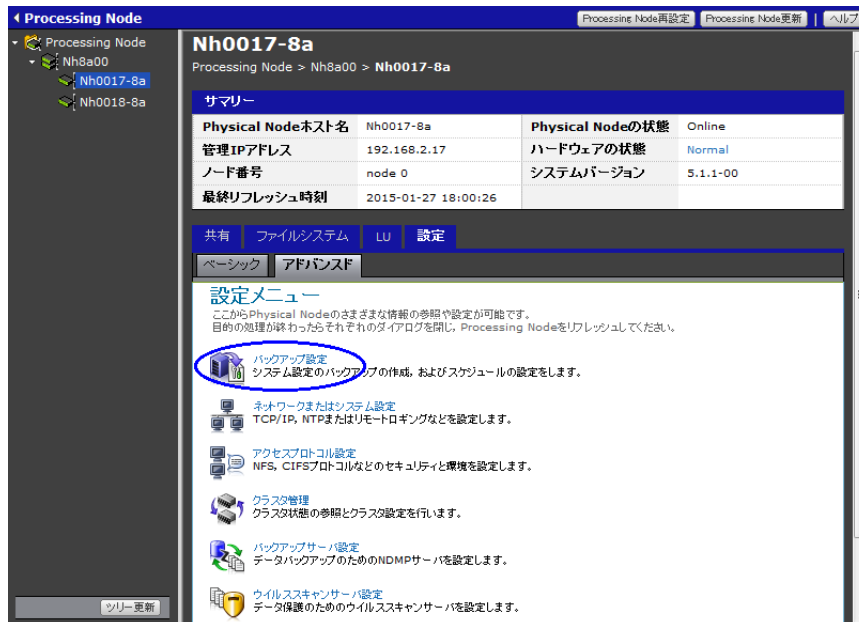 Processing Node
Processing Node再設定 Processing Node更新 | ヘルプ
Processing Node
Nh8a00
Nh0017-8a
Nh0018-8a
ツリー更新
Nh0017-8a
Processing Node > Nh8a00 > Nh0017-8a
サマリー
Physical Nodeホスト名 Nh0017-8a Physical Nodeの状態 Online
管理IPアドレス 192.168.2.17 ハードウェアの状態 Normal
ノード番号 node 0 システムバージョン 5.1.1-00
最終リフレッシュ時刻 2015-01-27 18:00:26
共有 ファイルシステム LU 設定
ベーシック アドバンスド
設定メニュー
ここからPhysical Nodeのさまざまな情報の参照や設定が可能です。
目的の処理が終わったらそれぞれのダイアログを閉じ, Processing Nodeをリフレッシュしてください。
バックアップ設定
システム設定のバックアップの作成, およびスケジュールの設定をします。
ネットワークまたはシステム設定
TCP/IP, NTPまたはリモートロギングなどを設定します。
アクセスプロトコル設定
NFS, CIFSプロトコルなどのセキュリティと環境を設定します。
クラスタ管理
クラスタ状態の参照とクラスタ設定を行います。
バックアップサーバ設定
データバックアップのためのNDMPサーバを設定します。
ウイルススキャンサーバ設定
データ保護のためのウイルススキャンサーバを設定します。